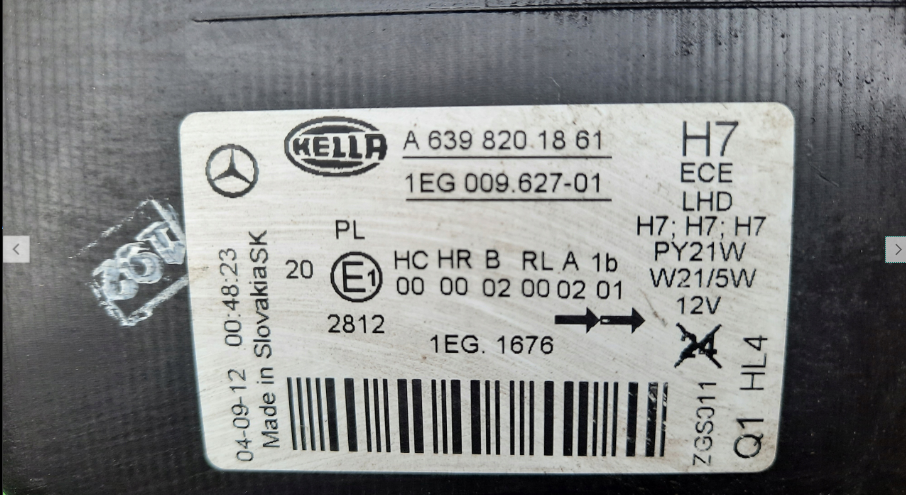 HELLA
A 639 820 18 61
1EG 009.627-01
H7
ECE
LHD
H7; H7; H7
PY21W
W21/5W
12V
24
PL
20
E1
HC HR B RL A 1b
00 00 02 00 02 01
2812
1EG. 1676
04-09-12 00:48:23
Made in SlovakiaSK
ZGS011
Q1 HL4